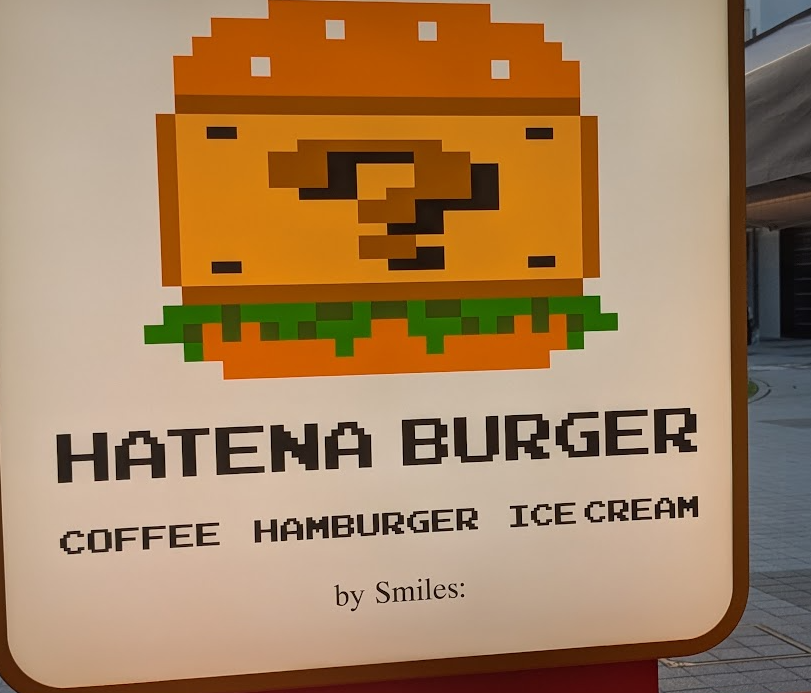 ?
HATENA BURGER
COFFEE HAMBURGER ICE CREAM
by Smiles: